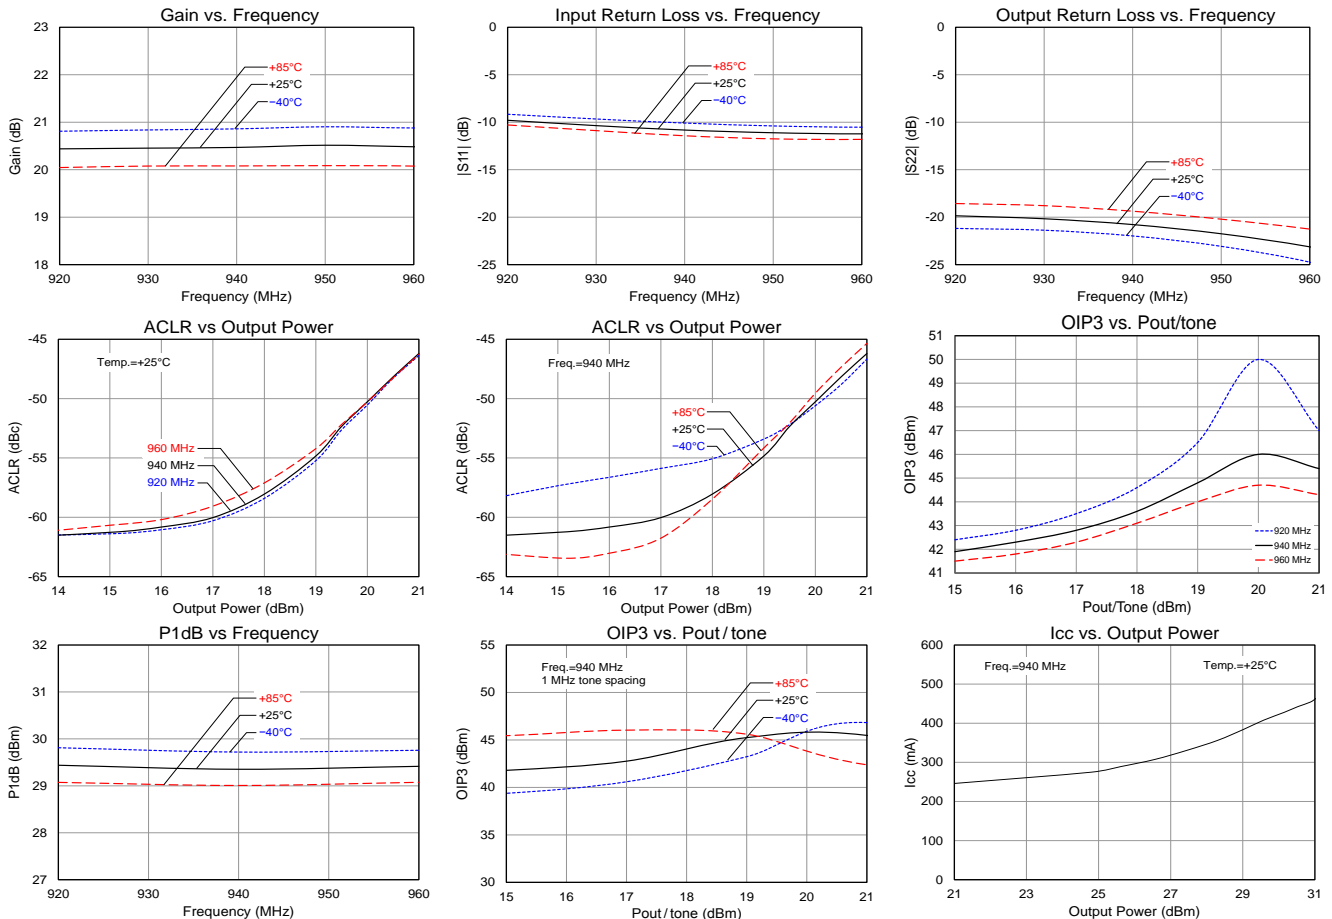 Gain vs. Frequency
23
22
21
20
19
18
Gain (dB)
+85°C
+25°C
−40°C
920 930 940 950 960
Frequency (MHz)
Input Return Loss vs. Frequency
0
-5
-10
-15
-20
-25
|S11| (dB)
+85°C
+25°C
−40°C
920 930 940 950 960
Frequency (MHz)
Output Return Loss vs. Frequency
0
-5
-10
-15
-20
-25
|S22| (dB)
+85°C
+25°C
−40°C
920 930 940 950 960
Frequency (MHz)
ACLR vs Output Power
-45
-50
-55
-60
-65
ACLR (dBc)
Temp.=+25°C
960 MHz
940 MHz
920 MHz
14 15 16 17 18 19 20 21
Output Power (dBm)
ACLR vs Output Power
-45
-50
-55
-60
-65
ACLR (dBc)
Freq.=940 MHz
+85°C
+25°C
−40°C
14 15 16 17 18 19 20 21
Output Power (dBm)
OIP3 vs. Pout/tone
51
50
49
48
47
46
45
44
43
42
41
OIP3 (dBm)
920 MHz
940 MHz
960 MHz
15 16 17 18 19 20 21
Pout/Tone (dBm)
P1dB vs Frequency
32
31
30
29
28
27
P1dB (dBm)
+85°C
+25°C
−40°C
920 930 940 950 960
Frequency (MHz)
OIP3 vs. Pout/tone
55
50
45
40
35
30
OIP3 (dBm)
Freq.=940 MHz
1 MHz tone spacing
+85°C
+25°C
−40°C
15 16 17 18 19 20 21
Pout/tone (dBm)
Icc vs. Output Power
600
500
400
300
200
100
0
Icc (mA)
Freq.=940 MHz
Temp.=+25°C
21 23 25 27 29 31
Output Power (dBm)